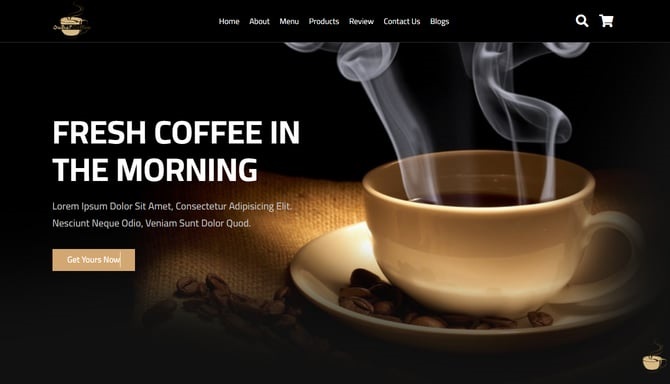 Home About Menu Products Review Contact Us Blogs
FRESH COFFEE IN
THE MORNING
Lorem Ipsum Dolor Sit Amet, Consectetur Adipisicing Elit.
Nesciunt Neque Odio, Veniam Sunt Dolor Quod.
Get Yours Now